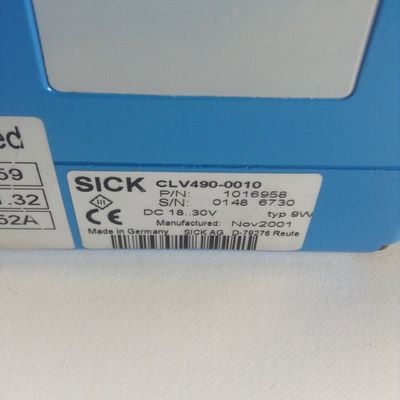 ed
59
.32
52A
SICK CLV490-0010
P/N: 1016958
S/N: 0148 6730
DC 18..30V typ 9W
CE Manufactured: Nov2001
Made in Germany SICK AG D-79276 Reute